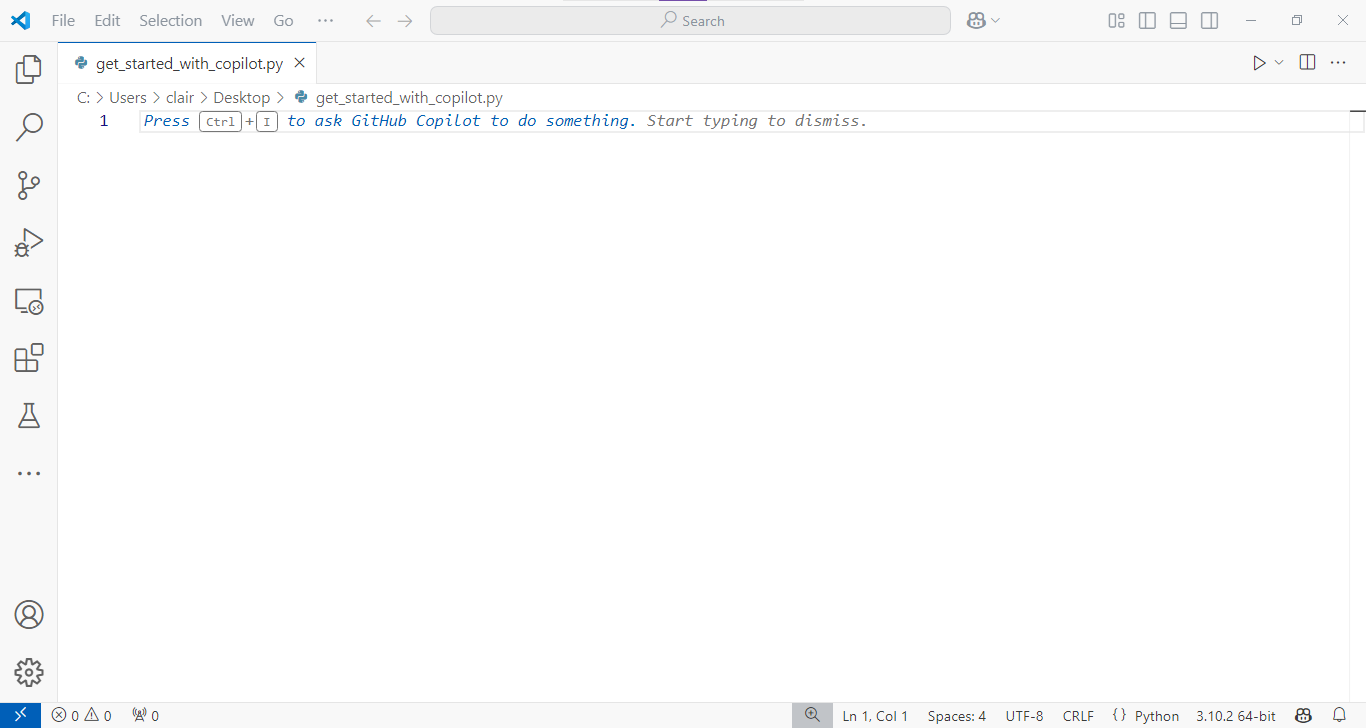 File Edit Selection View Go ··· Search
get_started_with_copilot.py
C: > Users > clair > Desktop > get_started_with_copilot.py
1 Press Ctrl+I to ask GitHub Copilot to do something. Start typing to dismiss.
0 0 0 Ln 1, Col 1 Spaces: 4 UTF-8 CRLF {} Python 3.10.2 64-bit